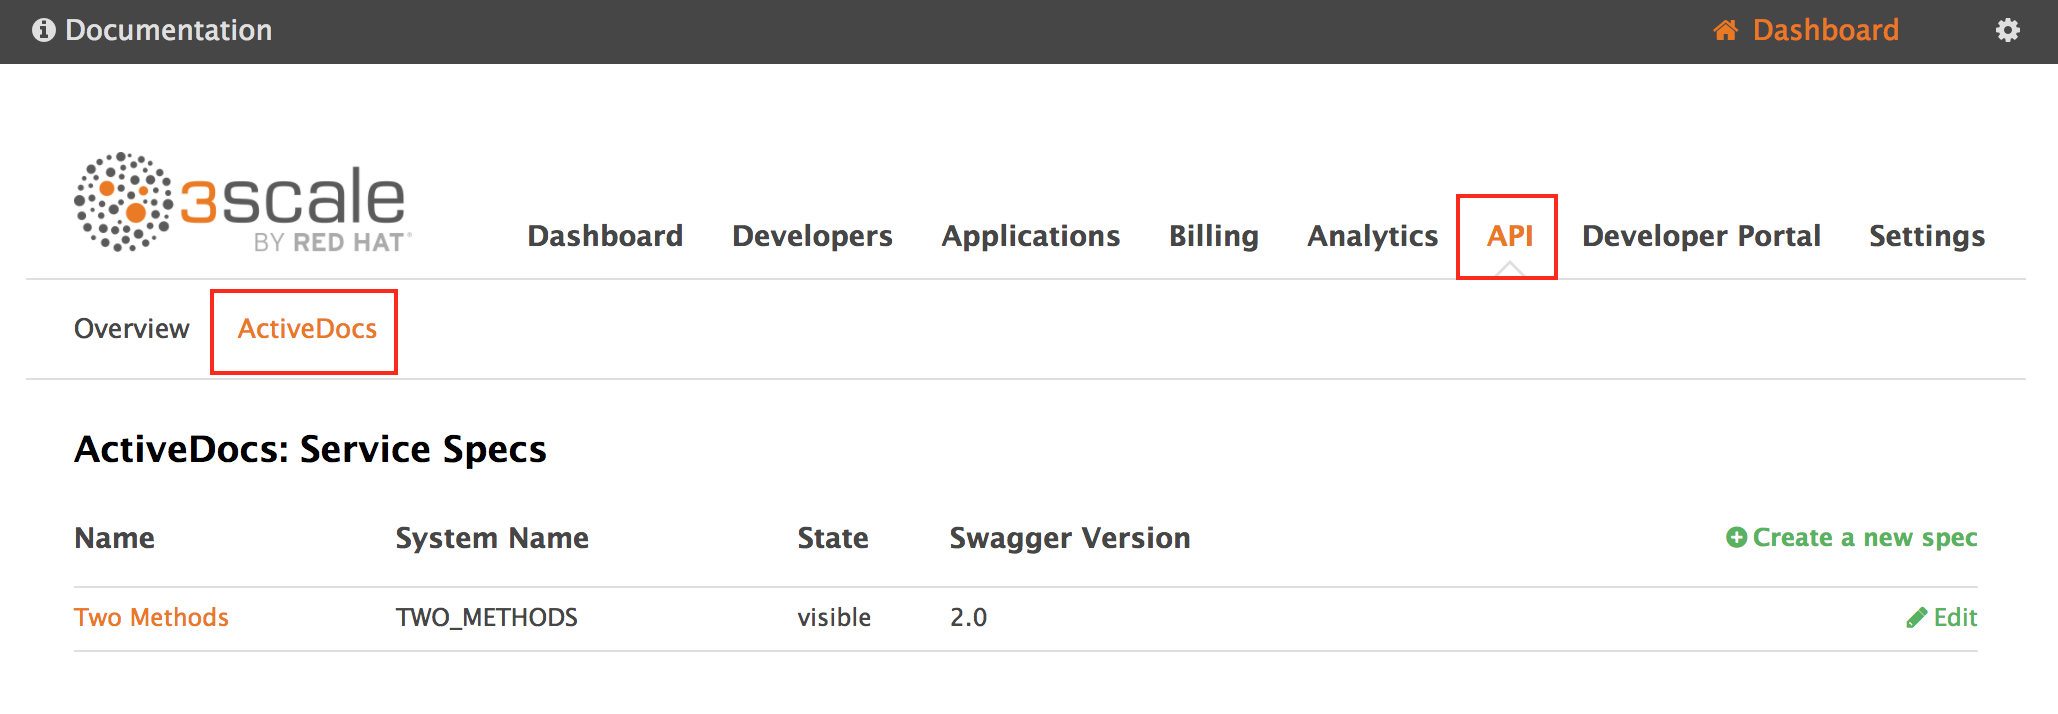 Documentation Dashboard
3scale
BY RED HAT®
Dashboard Developers Applications Billing Analytics API Developer Portal Settings
Overview ActiveDocs
ActiveDocs: Service Specs
Name System Name State Swagger Version Create a new spec
Two Methods TWO_METHODS visible 2.0 Edit